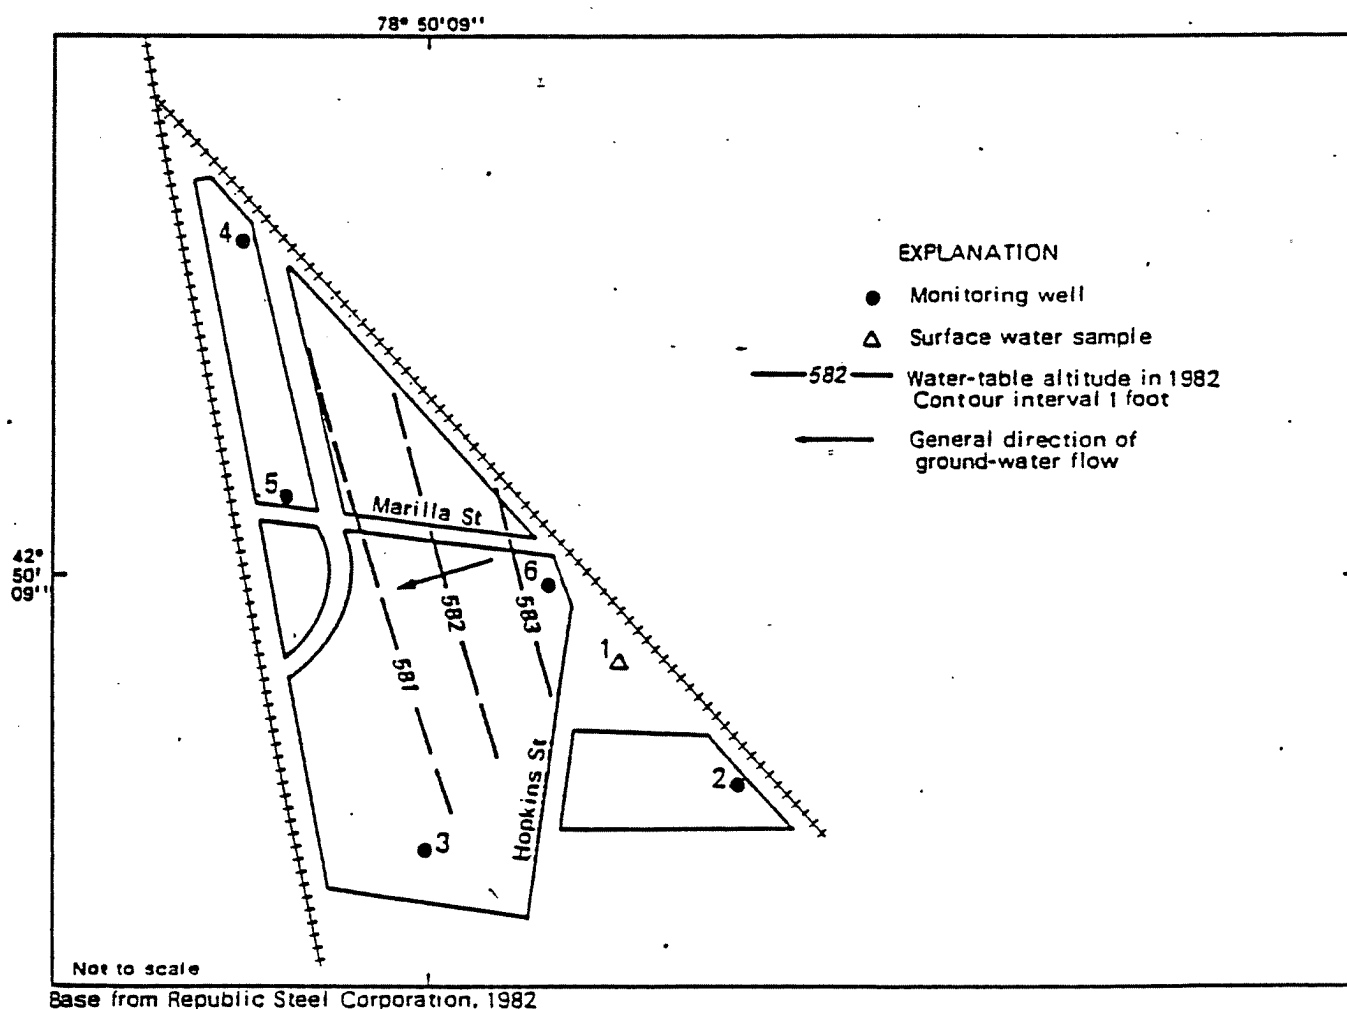 78° 50'09"
4
EXPLANATION
Monitoring well
Surface water sample
582
Water-table altitude in 1982
Contour interval 1 foot
General direction of
ground-water flow
5
Marilla St
42°
50'
09"
6
582
583
581
1
Hopkins St
2
3
Not to scale
Base from Republic Steel Corporation, 1982